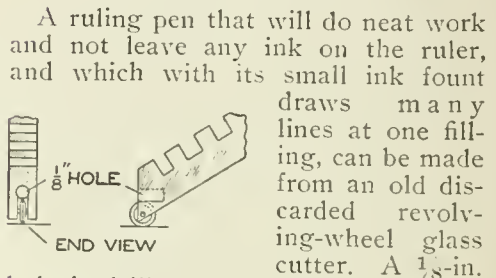 A ruling pen that will do neat work
and not leave any ink on the ruler,
and which with its small ink fount
draws many
lines at one fill-
ing, can be made
from an old dis-
carded revolv-
ing-wheel glass
cutter. A ⅛-in.
⅛" HOLE
END VIEW